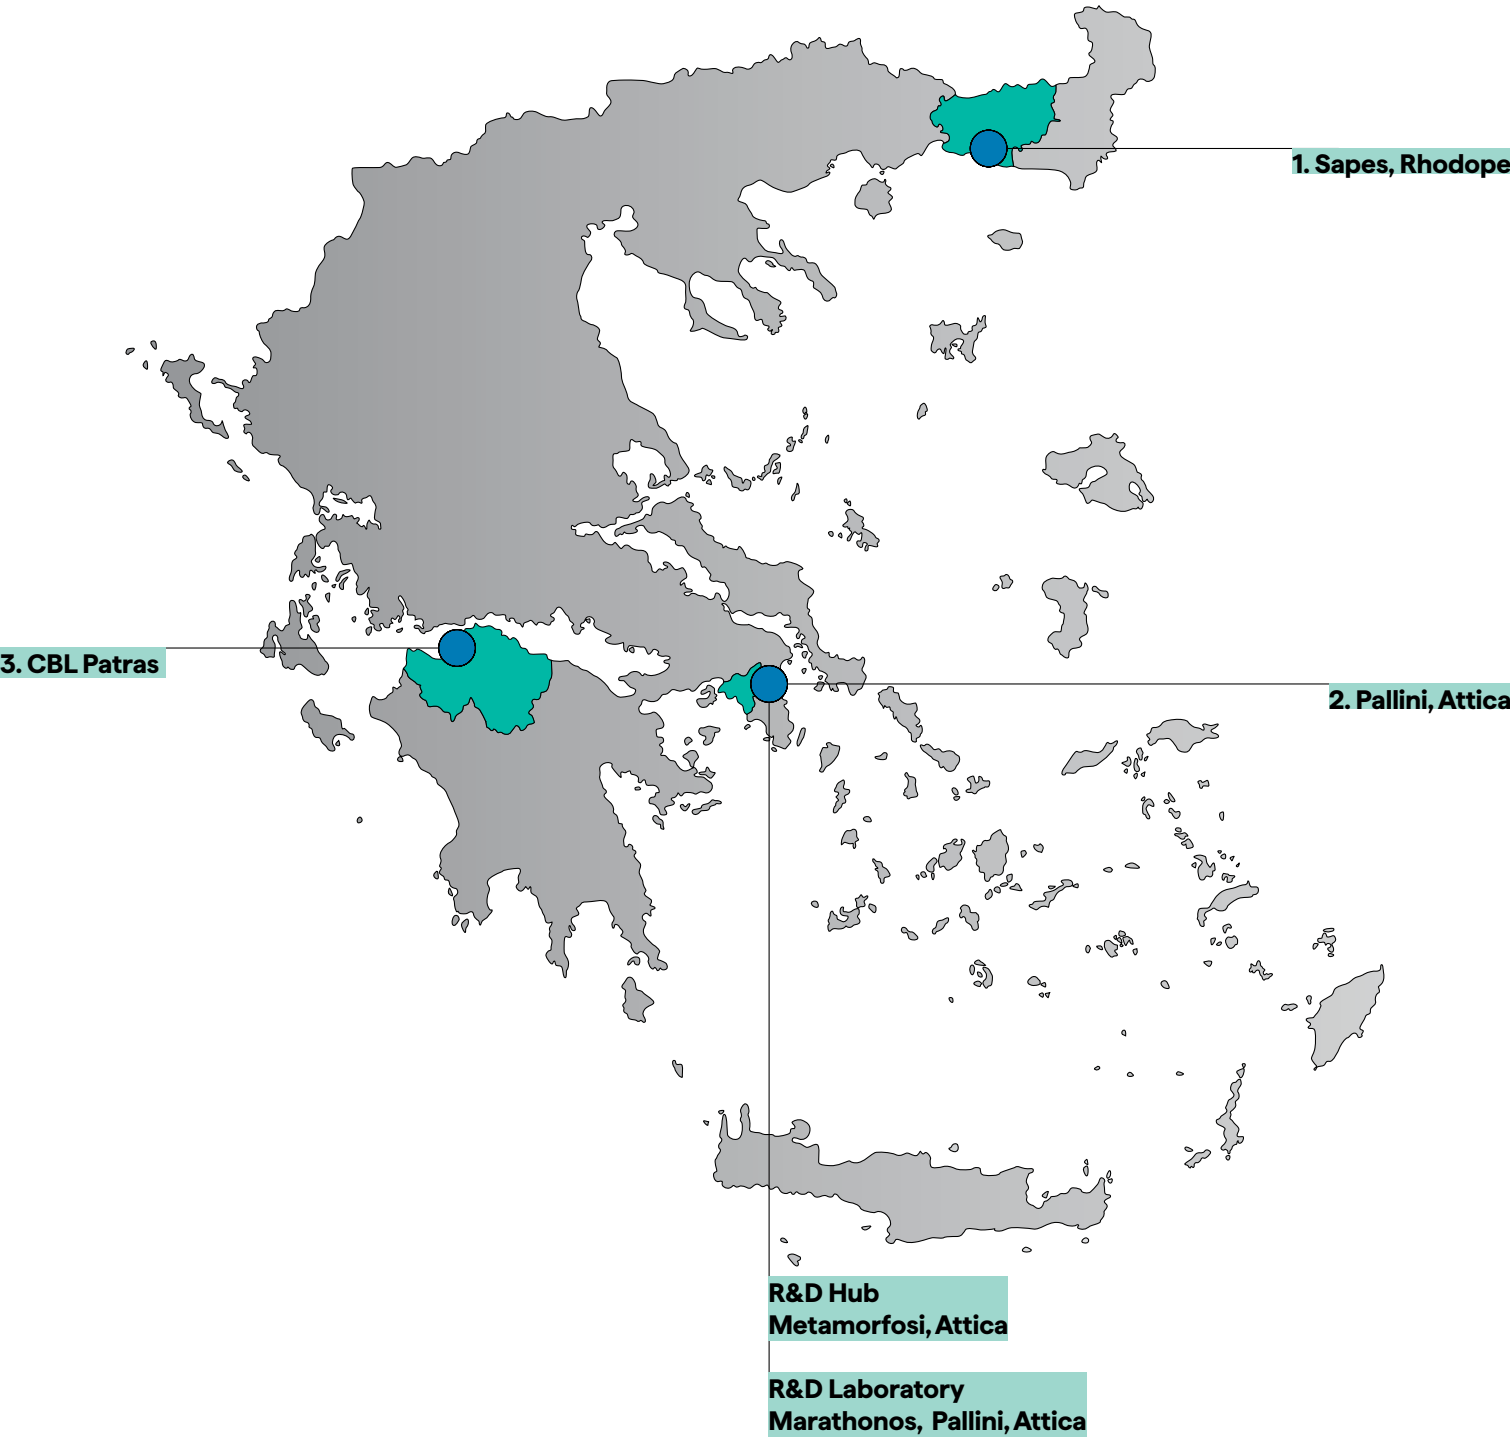 1. Sapes, Rhodope
3. CBL Patras
2. Pallini, Attica
R&D Hub
Metamorfosi, Attica
R&D Laboratory
Marathonos, Pallini, Attica